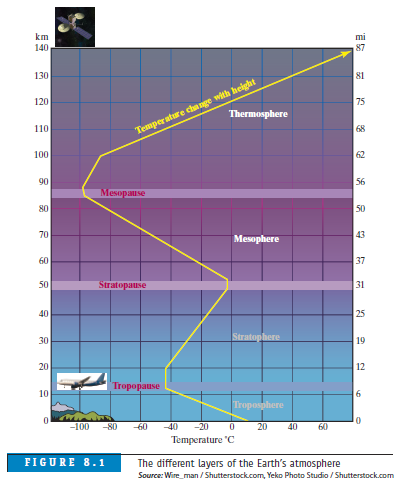 km mi
140 87
130 81
120 75
Temperature change with height
Thermosphere
110 68
100 62
90 56
Mesopause
80 50
70 43
Mesophere
60 37
Stratopause
50 31
40 25
30 19
Stratophere
20 12
Tropopause
10 6
Troposphere
0 0
−100 −80 −60 −40 −20 0 20 40 60
Temperature °C
FIGURE 8.1 The different layers of the Earth's atmosphere
Source: Wire_man / Shutterstock.com, Yeko Photo Studio / Shutterstock.com